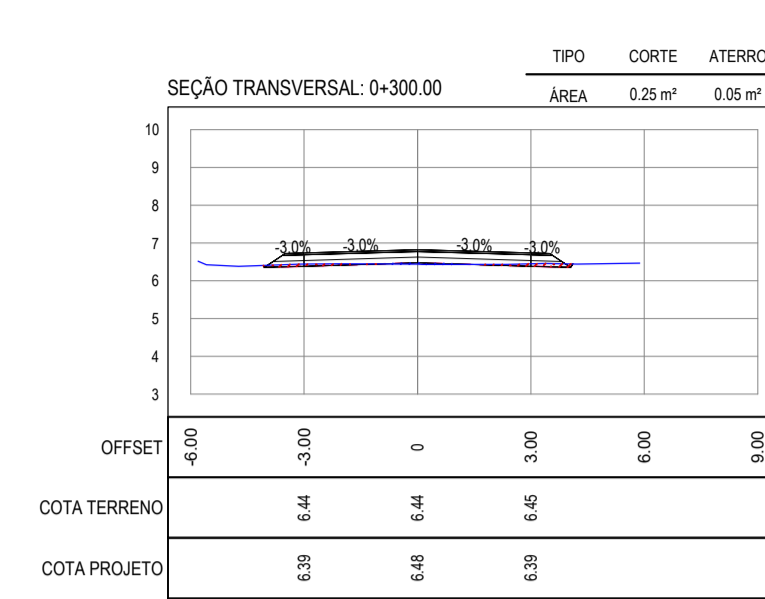 TIPO CORTE ATERRO
SEÇÃO TRANSVERSAL: 0+300.00
ÁREA 0.25 m² 0.05 m²
10
9
8
7
6
5
4
3
-3.0% -3.0% -3.0% -3.0%
OFFSET -6.00 -3.00 0 3.00 6.00 9.00
COTA TERRENO 6.44 6.44 6.45
COTA PROJETO 6.39 6.48 6.39